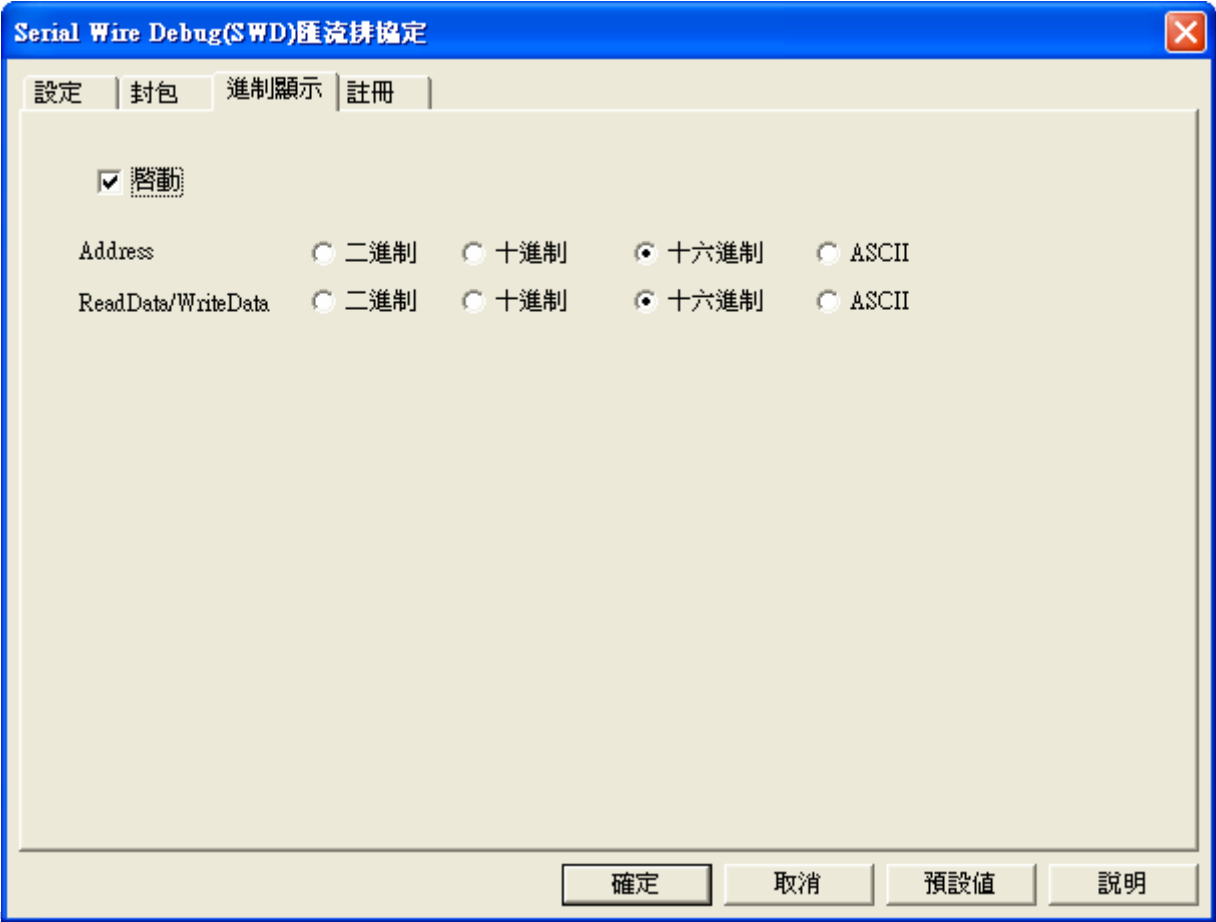 Serial Wire Debug(SWD)匯流排協定
設定 封包 進制顯示 註冊
啓動
Address 二進制 十進制 十六進制 ASCII
ReadData/WriteData 二進制 十進制 十六進制 ASCII
確定 取消 預設值 說明